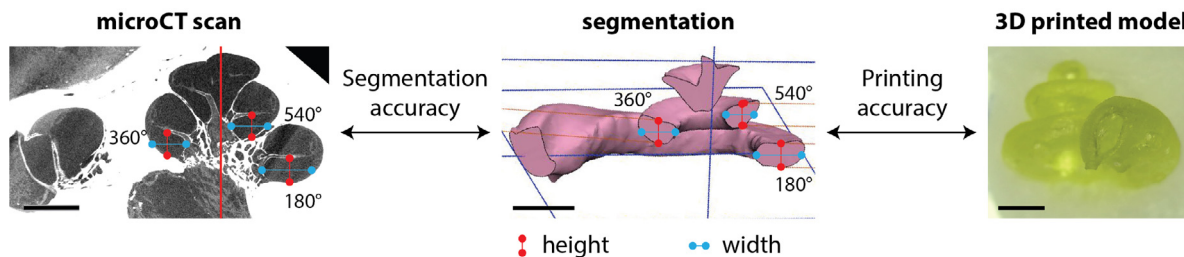 microCT scan
segmentation
3D printed model
360°
540°
180°
Segmentation
accuracy
360°
540°
180°
Printing
accuracy
height
width